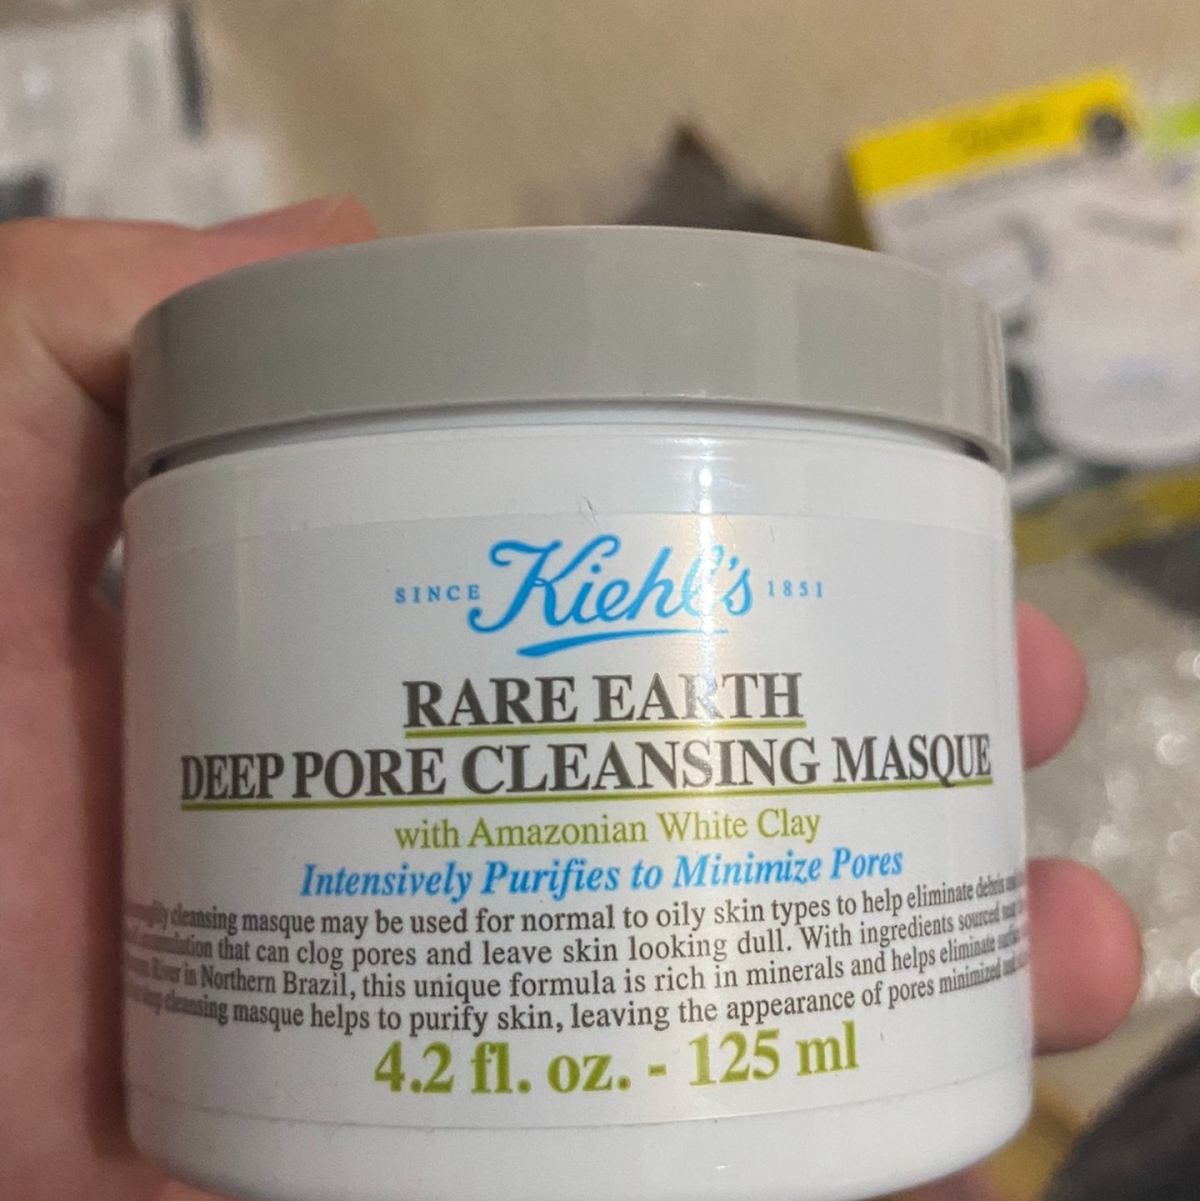 SINCE Kiehl's 1851
RARE EARTH
DEEP PORE CLEANSING MASQUE
with Amazonian White Clay
Intensively Purifies to Minimize Pores
cleansing masque may be used for normal to oily skin types to help eliminate debris
that can clog pores and leave skin looking dull. With ingredients sourced
River in Northern Brazil, this unique formula is rich in minerals and helps eliminate
cleansing masque helps to purify skin, leaving the appearance of pores minimized
4.2 fl. oz. - 125 ml